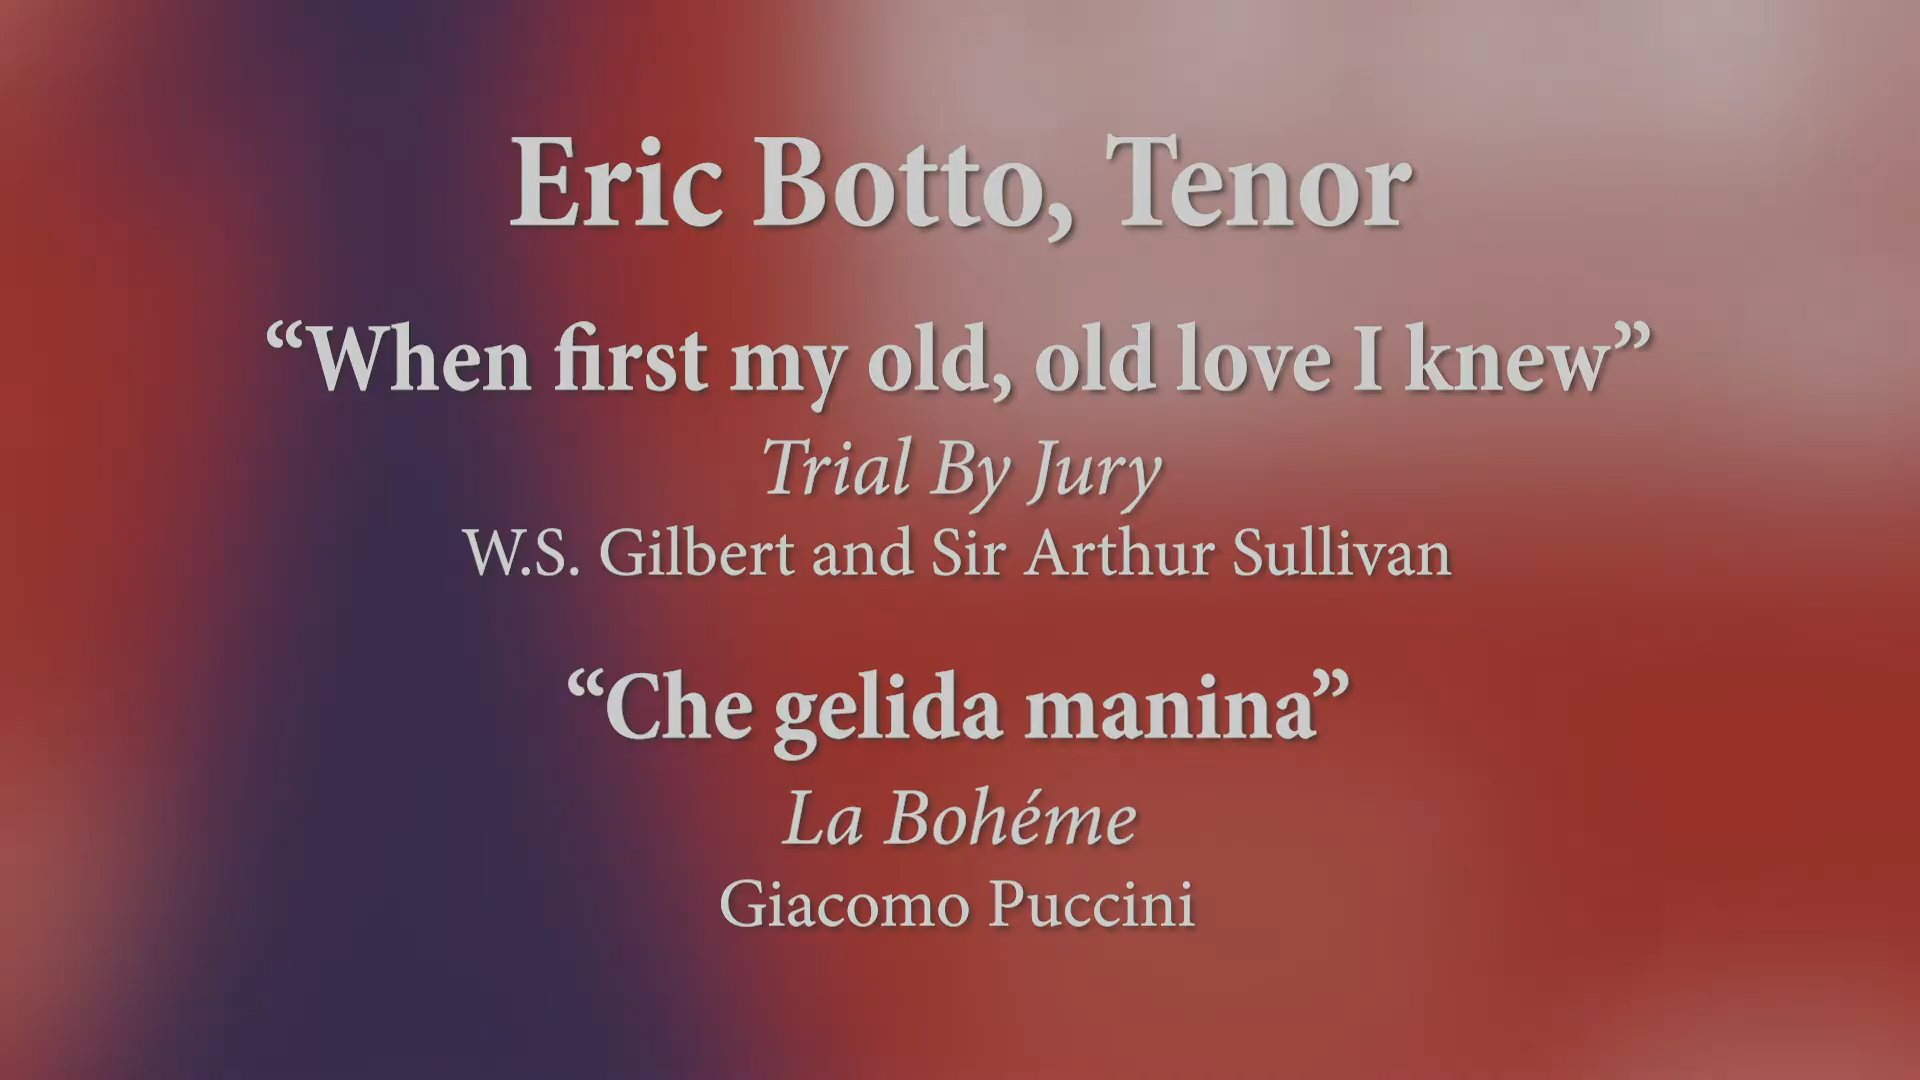 Eric Botto, Tenor
“When first my old, old love I knew”
Trial By Jury
W.S. Gilbert and Sir Arthur Sullivan
“Che gelida manina”
La Bohéme
Giacomo Puccini